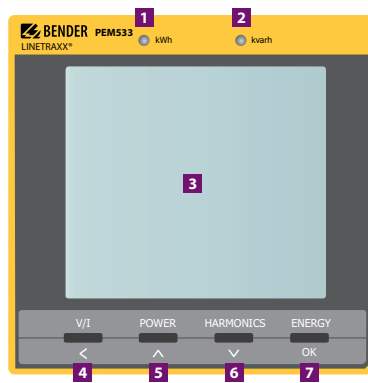 1 2
BENDER PEM533 kWh kvarh
LINETRAXX®
3
V/I POWER HARMONICS ENERGY
< ∧ ∨ OK
4 5 6 7